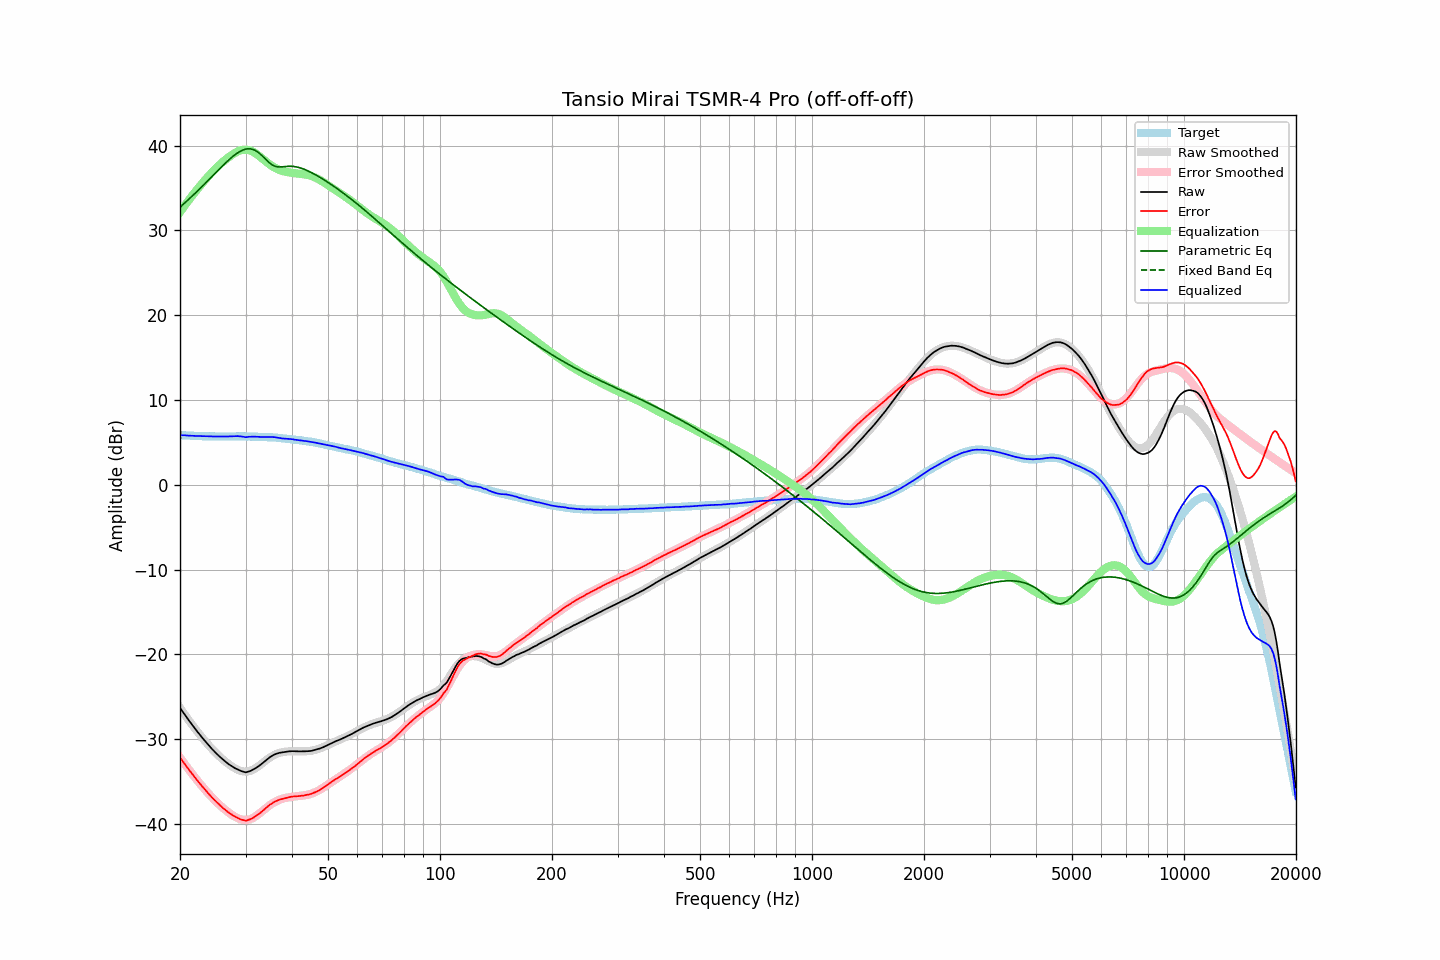 Tansio Mirai TSMR-4 Pro (off-off-off)
Target
Raw Smoothed
Error Smoothed
Raw
Error
Equalization
Parametric Eq
Fixed Band Eq
Equalized
Amplitude (dBr)
40
30
20
10
0
−10
−20
−30
−40
20 50 100 200 500 1000 2000 5000 10000 20000
Frequency (Hz)